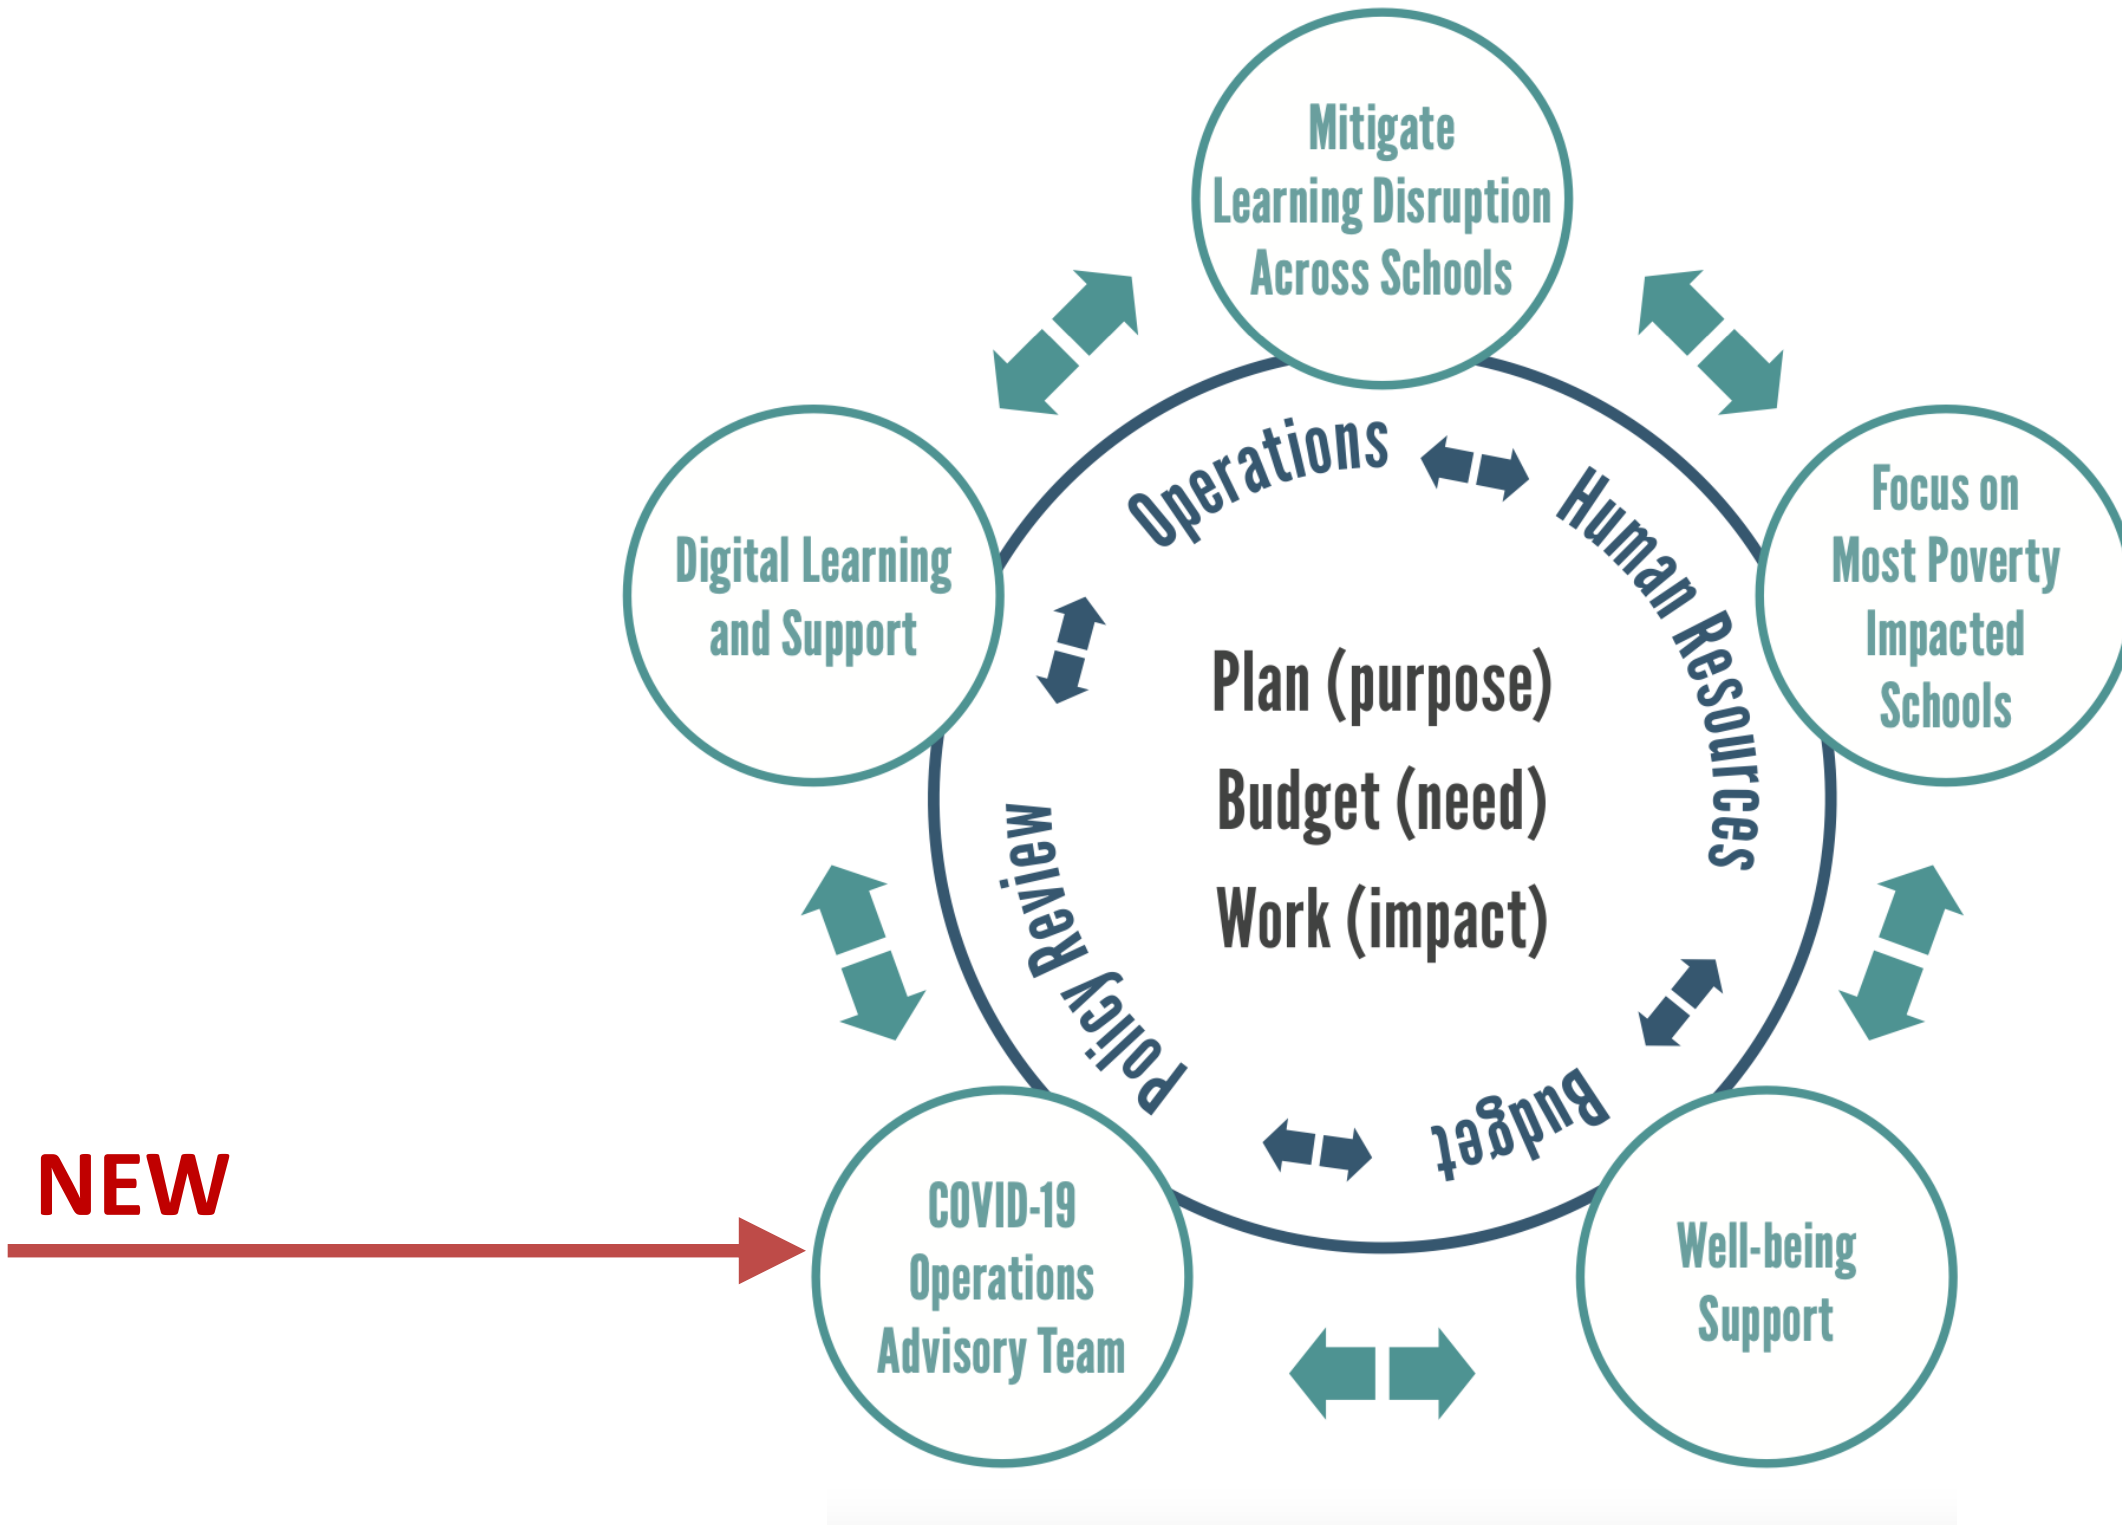 Mitigate
Learning Disruption
Across Schools
Focus on
Most Poverty
Impacted
Schools
Digital Learning
and Support
Operations
Human Resources
Plan (purpose)
Budget (need)
Work (impact)
Policy Review
Budget
NEW
COVID-19
Operations
Advisory Team
Well-being
Support